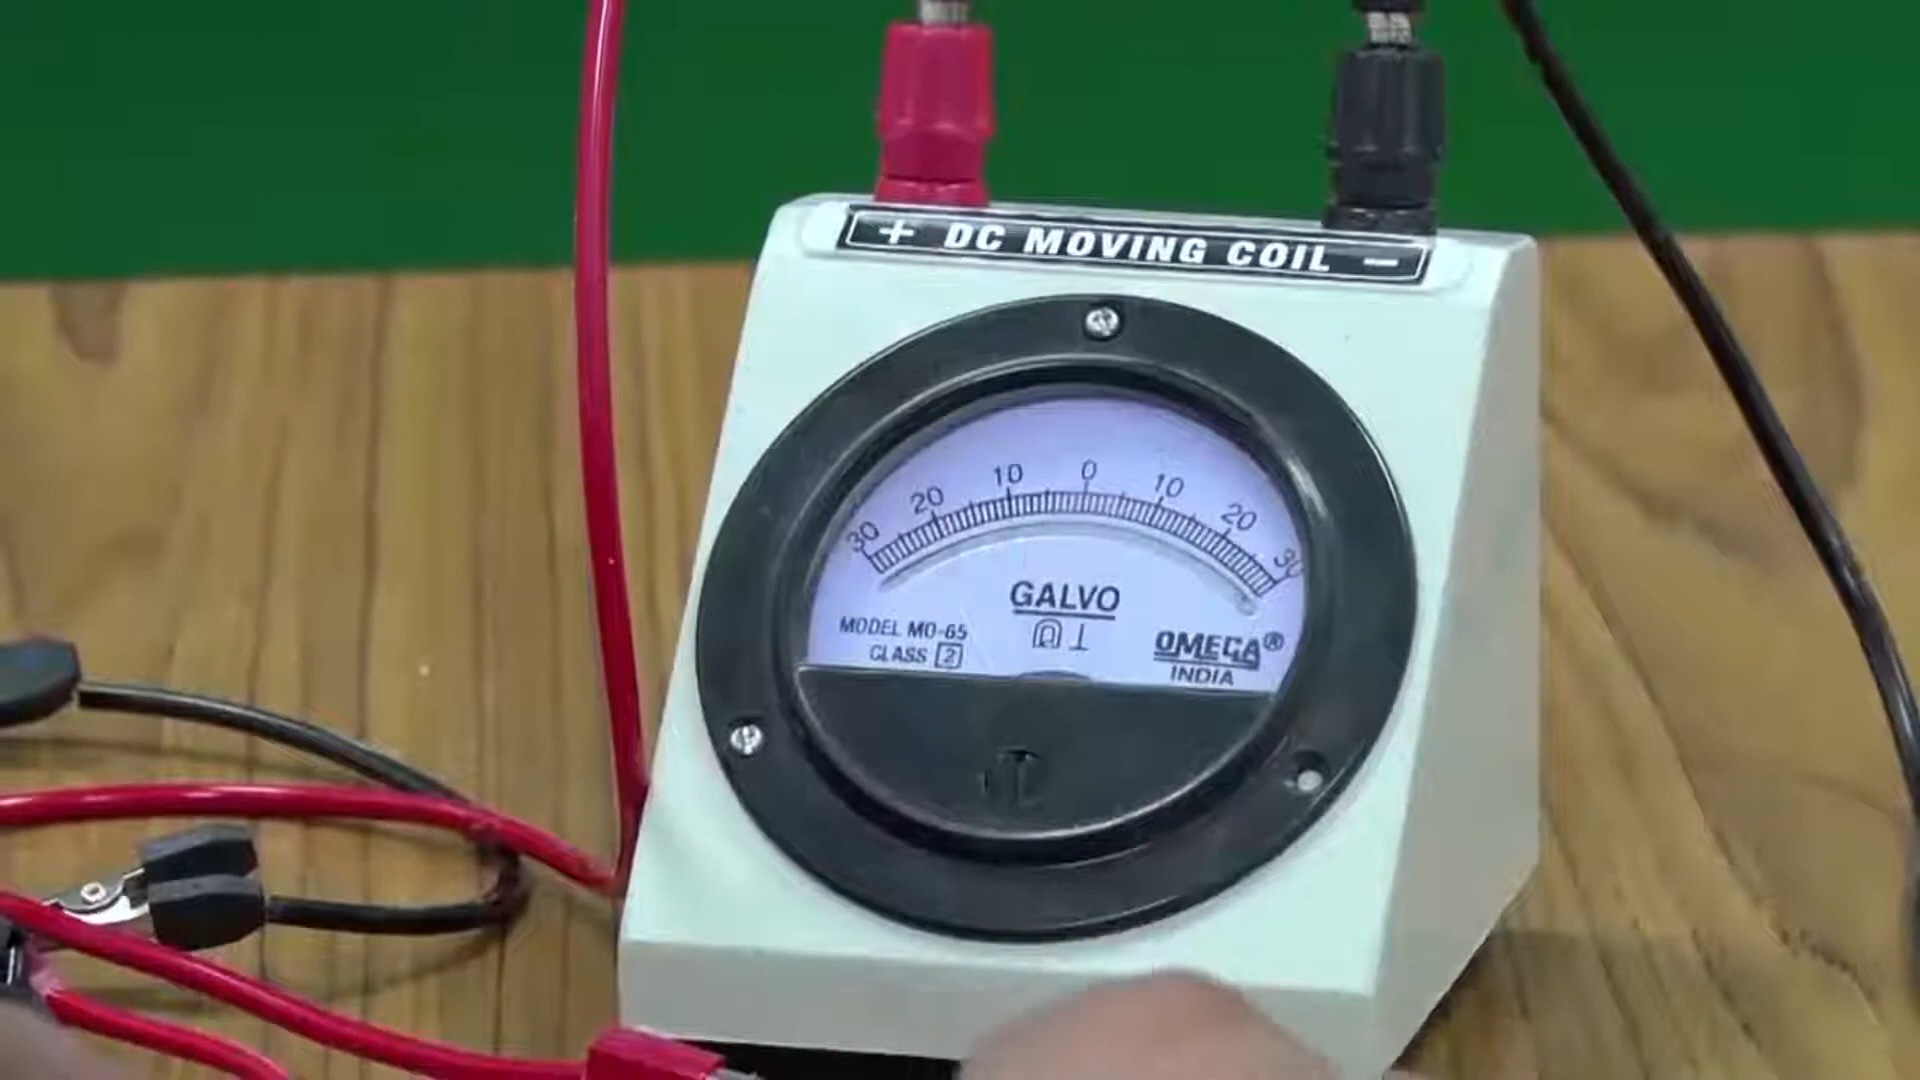 + DC MOVING COIL −
30 20 10 0 10 20 30
GALVO
MODEL MO-65
CLASS 2
OMEGA®
INDIA